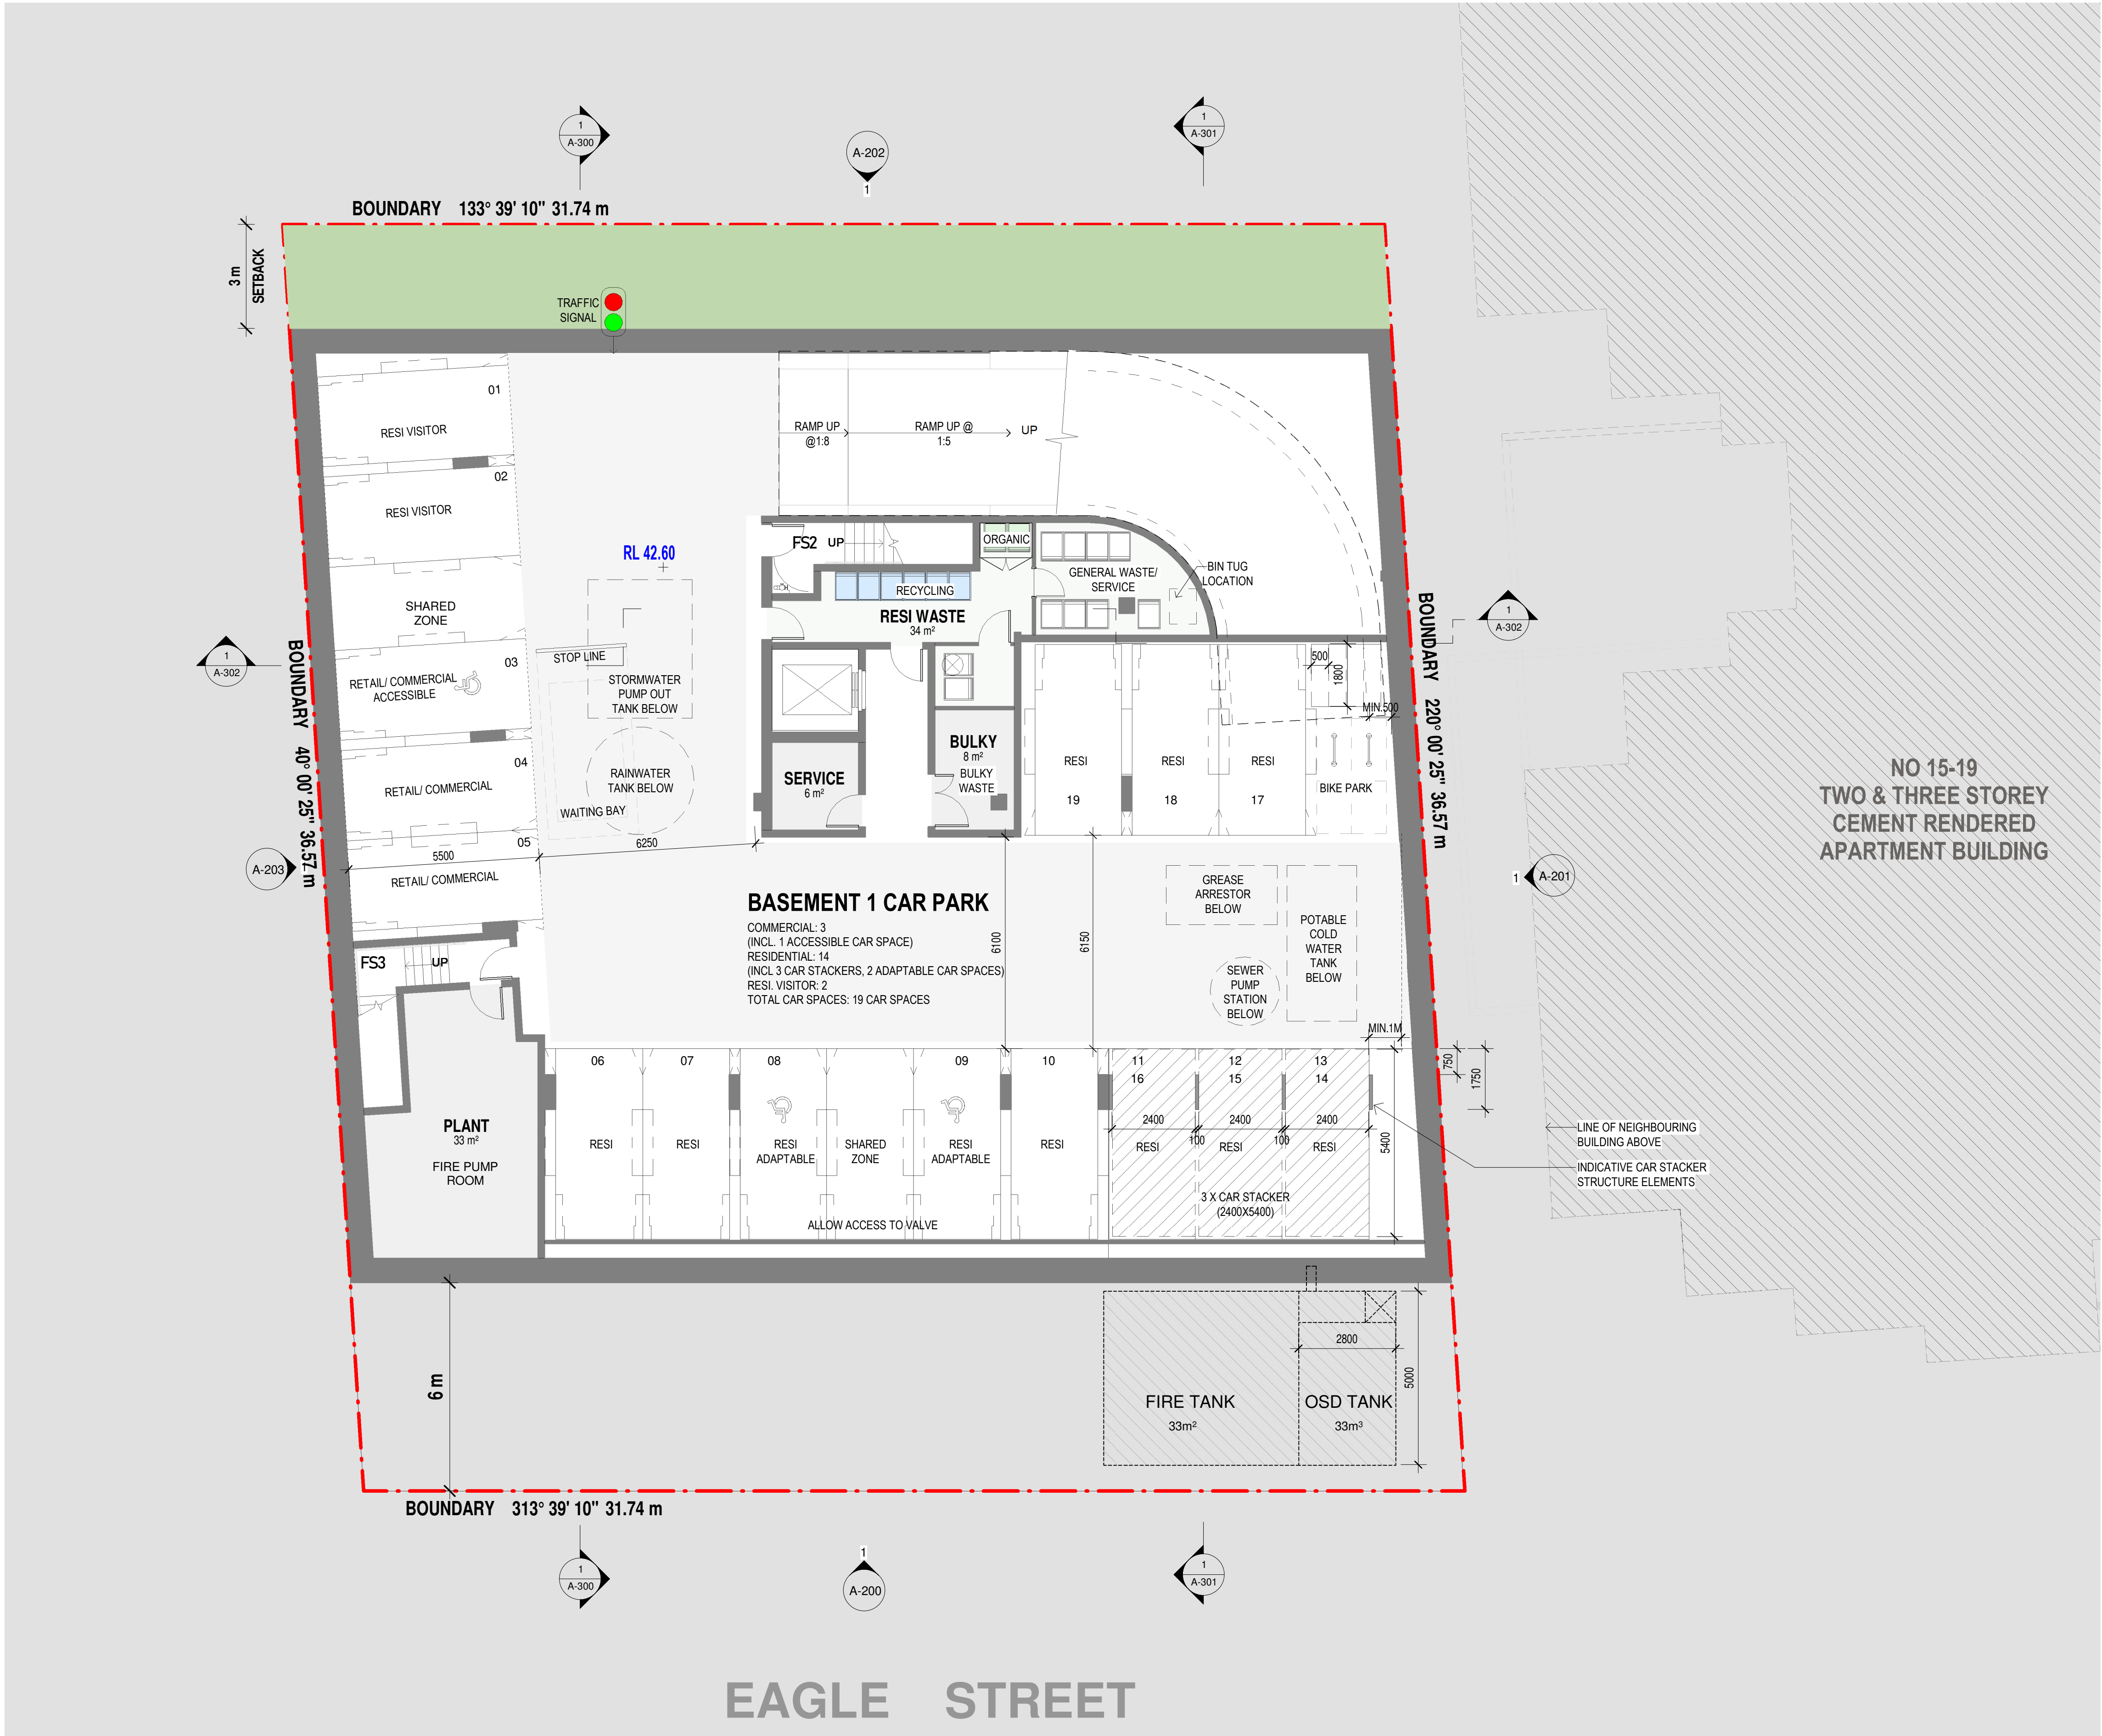 1
A-300
A-202
1
1
A-301
BOUNDARY 133° 39' 10" 31.74 m
3 m
SETBACK
TRAFFIC
SIGNAL
01
RESI VISITOR
02
RESI VISITOR
RAMP UP
@1:8
RAMP UP @
1:5
UP
RL 42.60
FS2
UP
ORGANIC
GENERAL WASTE/
SERVICE
BIN TUG
LOCATION
RECYCLING
RESI WASTE
34 m²
SHARED
ZONE
1
A-302
1
A-302
BOUNDARY 40° 00' 25" 36.57 m
BOUNDARY 220° 00' 25" 36.57 m
STOP LINE
03
RETAIL/ COMMERCIAL
ACCESSIBLE
STORMWATER
PUMP OUT
TANK BELOW
500
1800
MIN.500
04
RETAIL/ COMMERCIAL
RAINWATER
TANK BELOW
WAITING BAY
SERVICE
6 m²
BULKY
8 m²
BULKY
WASTE
RESI
19
RESI
18
RESI
17
BIKE PARK
NO 15-19
TWO & THREE STOREY
CEMENT RENDERED
APARTMENT BUILDING
05
5500
6250
RETAIL/ COMMERCIAL
A-203
1
A-201
BASEMENT 1 CAR PARK
COMMERCIAL: 3
(INCL. 1 ACCESSIBLE CAR SPACE)
RESIDENTIAL: 14
(INCL 3 CAR STACKERS, 2 ADAPTABLE CAR SPACES)
RESI. VISITOR: 2
TOTAL CAR SPACES: 19 CAR SPACES
6100
6150
GREASE
ARRESTOR
BELOW
POTABLE
COLD
WATER
TANK
BELOW
SEWER
PUMP
STATION
BELOW
FS3
UP
MIN.1M
750
1750
06
07
08
09
10
11
16
12
15
13
14
2400
2400
2400
100
100
5400
RESI
RESI
RESI
ADAPTABLE
SHARED
ZONE
RESI
ADAPTABLE
RESI
RESI
RESI
RESI
3 X CAR STACKER
(2400X5400)
ALLOW ACCESS TO VALVE
PLANT
33 m²
FIRE PUMP
ROOM
LINE OF NEIGHBOURING
BUILDING ABOVE
INDICATIVE CAR STACKER
STRUCTURE ELEMENTS
6 m
2800
5000
FIRE TANK
33m²
OSD TANK
33m³
BOUNDARY 313° 39' 10" 31.74 m
1
A-300
1
A-200
1
A-301
EAGLE STREET